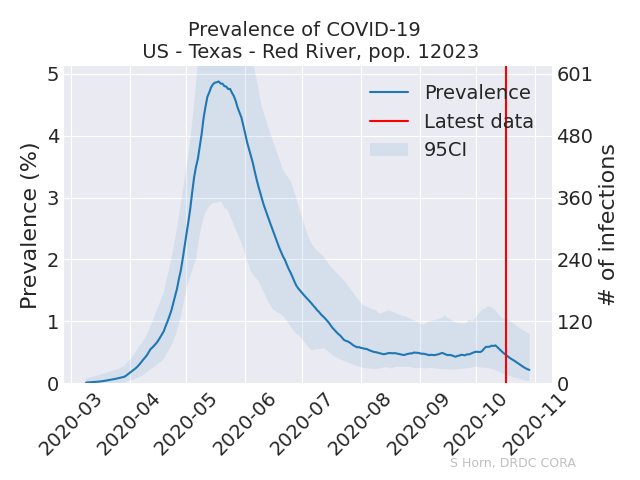 Prevalence of COVID-19
US - Texas - Red River, pop. 12023
Prevalence (%)
5
4
3
2
1
0
601
480
360
240
120
0
# of infections
Prevalence
Latest data
95CI
2020-03
2020-04
2020-05
2020-06
2020-07
2020-08
2020-09
2020-10
2020-11
S Horn, DRDC CORA